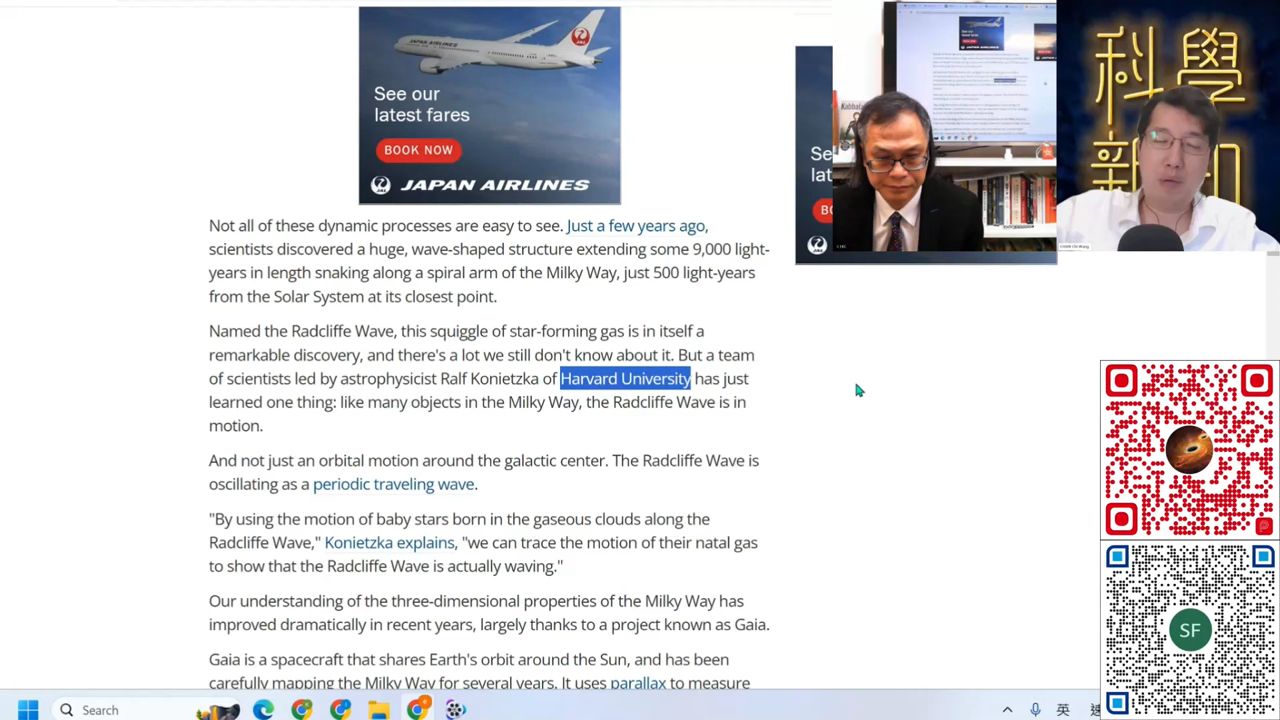 See our
latest fares
BOOK NOW
JAPAN AIRLINES
Not all of these dynamic processes are easy to see. Just a few years ago,
scientists discovered a huge, wave-shaped structure extending some 9,000 light-
years in length snaking along a spiral arm of the Milky Way, just 500 light-years
from the Solar System at its closest point.
Named the Radcliffe Wave, this squiggle of star-forming gas is in itself a
remarkable discovery, and there's a lot we still don't know about it. But a team
of scientists led by astrophysicist Ralf Konietzka of Harvard University has just
learned one thing: like many objects in the Milky Way, the Radcliffe Wave is in
motion.
And not just an orbital motion around the galactic center. The Radcliffe Wave is
oscillating as a periodic traveling wave.
"By using the motion of baby stars born in the gaseous clouds along the
Radcliffe Wave," Konietzka explains, "we can trace the motion of their natal gas
to show that the Radcliffe Wave is actually waving."
Our understanding of the three-dimensional properties of the Milky Way has
improved dramatically in recent years, largely thanks to a project known as Gaia.
Gaia is a spacecraft that shares Earth's orbit around the Sun, and has been
carefully mapping the Milky Way for several years. It uses parallax to measure
Se
lat
BO
Kabbala
科學
新知
SF
Search
英